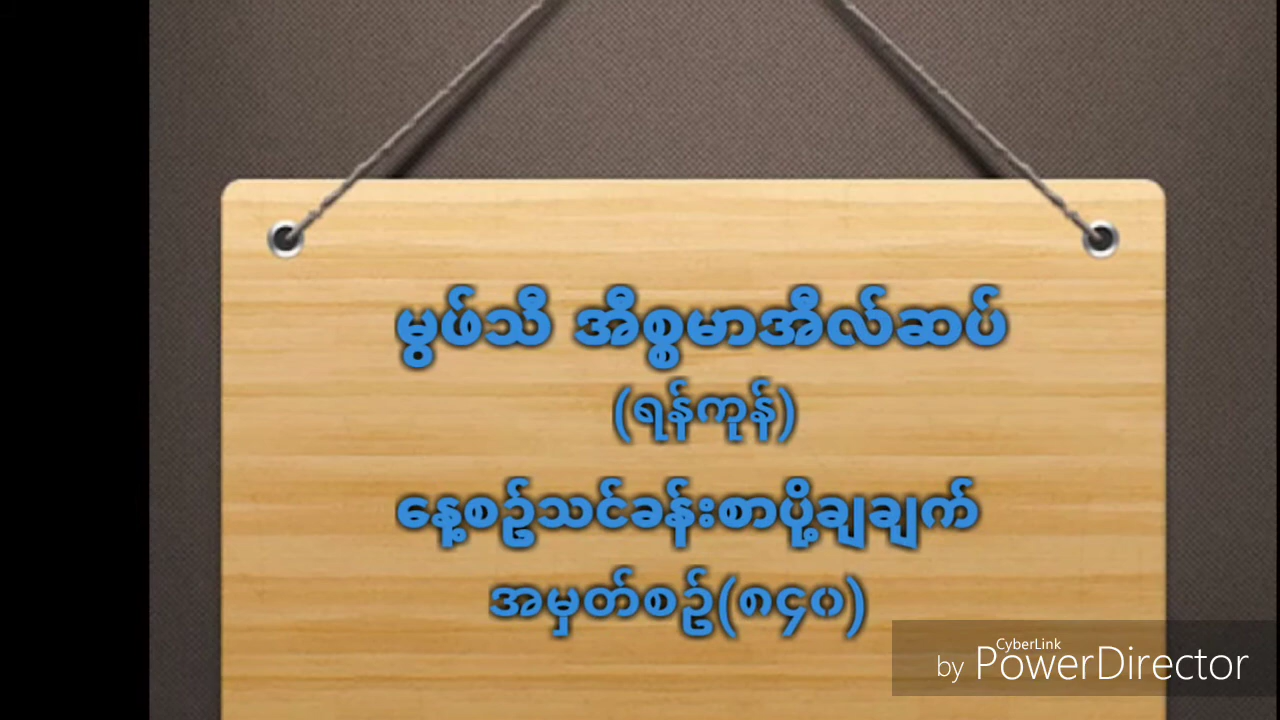 မွဖ်သီ အီစ္စမာအီလ်ဆပ်
(ရန်ကုန်)
နေ့စဥ်သင်ခန်းစာပို့ချချက်
အမှတ်စဥ်(၈၄၀)
CyberLink
by PowerDirector